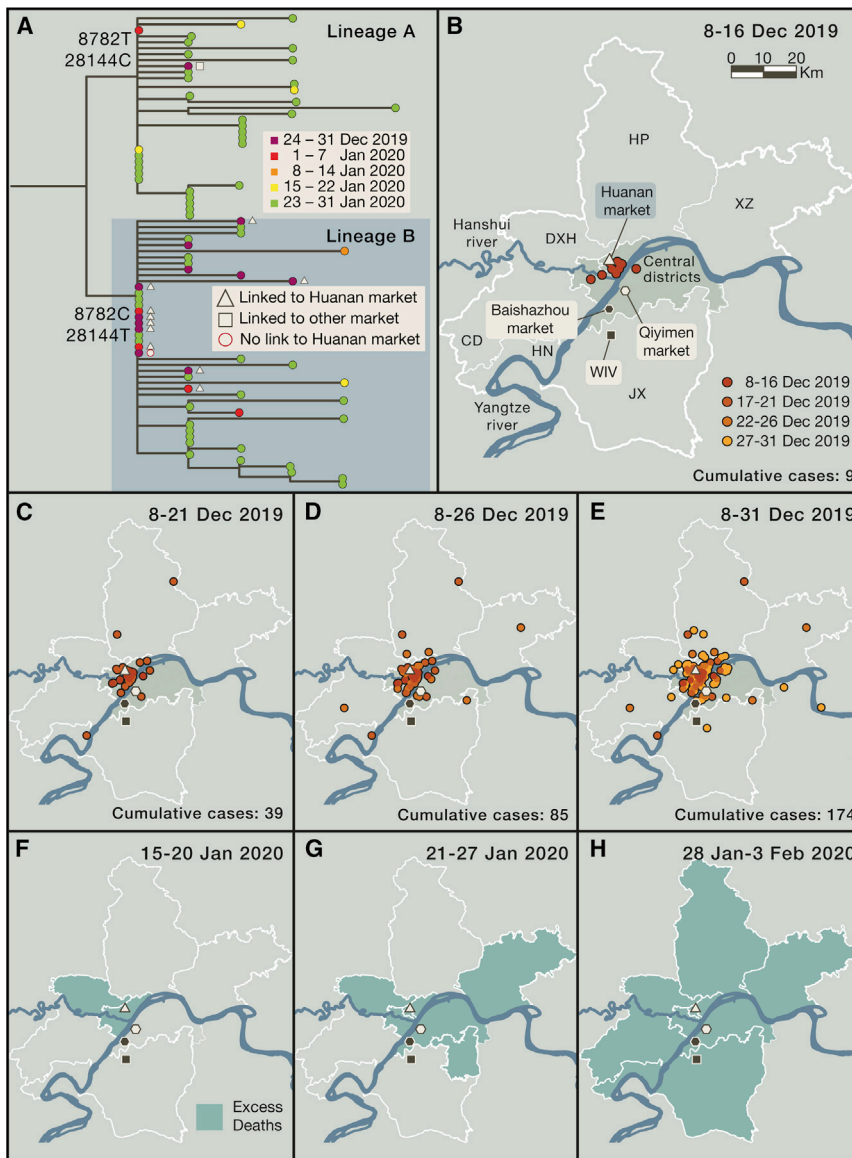 A
Lineage A
8782T
28144C
24 – 31 Dec 2019
1 – 7 Jan 2020
8 – 14 Jan 2020
15 – 22 Jan 2020
23 – 31 Jan 2020
Lineage B
Linked to Huanan market
Linked to other market
No link to Huanan market
8782C
28144T
B
8-16 Dec 2019
0 10 20
Km
HP
Huanan
market
XZ
Hanshui
river
DXH
Central
districts
Baishazhou
market
Qiyimen
market
CD
HN
WIV
JX
Yangtze
river
8-16 Dec 2019
17-21 Dec 2019
22-26 Dec 2019
27-31 Dec 2019
Cumulative cases: 9
C
8-21 Dec 2019
Cumulative cases: 39
D
8-26 Dec 2019
Cumulative cases: 85
E
8-31 Dec 2019
Cumulative cases: 174
F
15-20 Jan 2020
Excess
Deaths
G
21-27 Jan 2020
H
28 Jan-3 Feb 2020